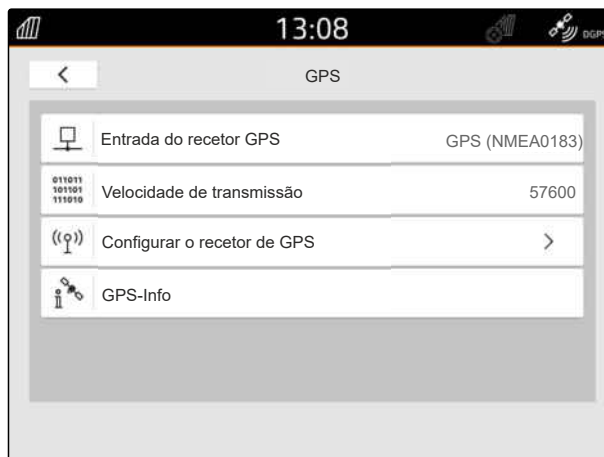 13:08
DGPS
GPS
Entrada do recetor GPS
GPS (NMEA0183)
011011
101101
111010
Velocidade de transmissão
57600
Configurar o recetor de GPS
GPS-Info